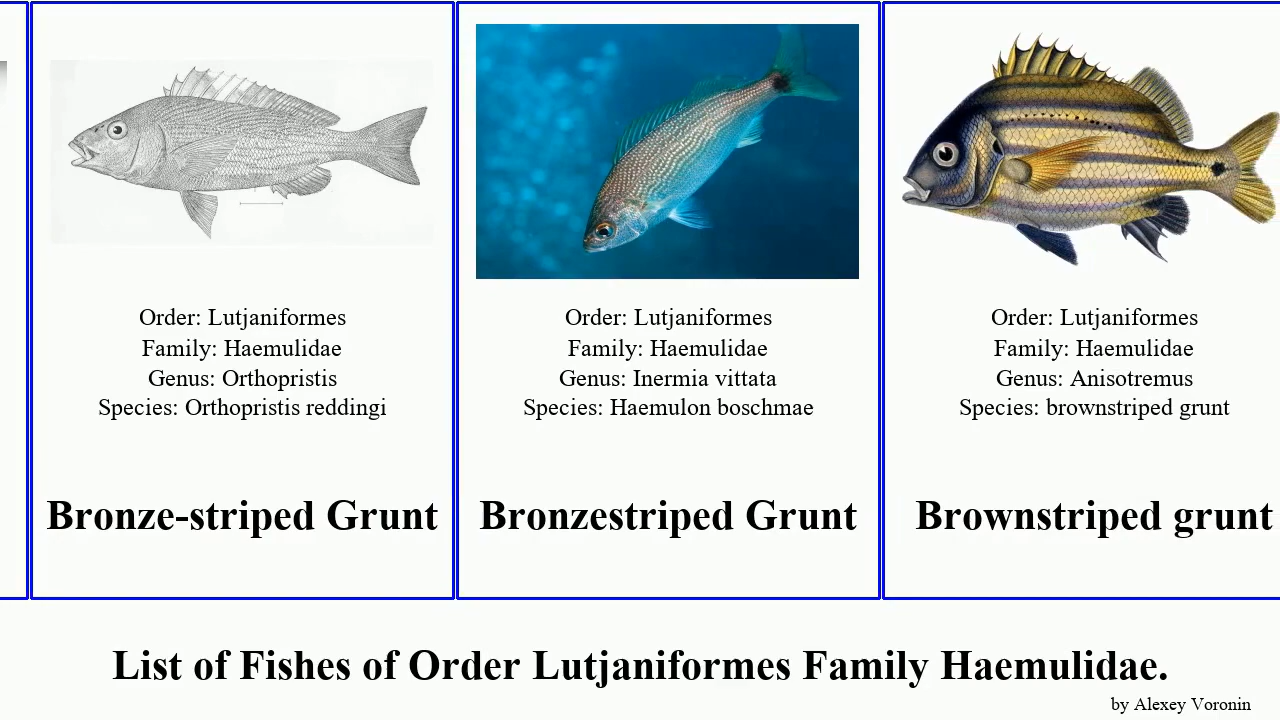 Order: Lutjaniformes
Family: Haemulidae
Genus: Orthopristis
Species: Orthopristis reddingi
Bronze-striped Grunt
Order: Lutjaniformes
Family: Haemulidae
Genus: Inermia vittata
Species: Haemulon boschmae
Bronzestriped Grunt
Order: Lutjaniformes
Family: Haemulidae
Genus: Anisotremus
Species: brownstriped grunt
Brownstriped grunt
List of Fishes of Order Lutjaniformes Family Haemulidae.
by Alexey Voronin